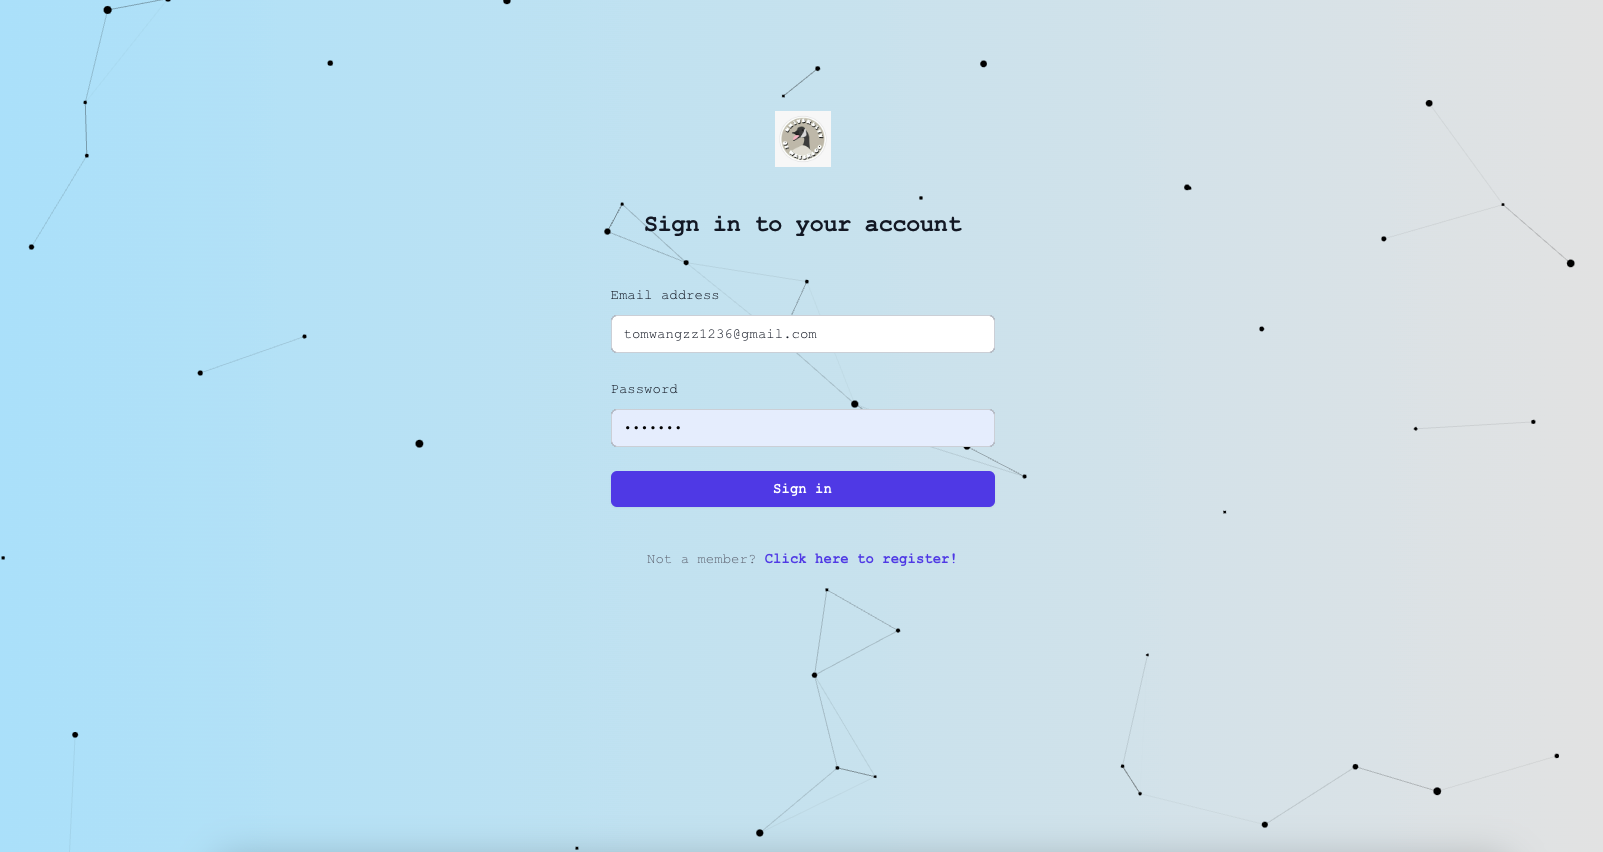 Sign in to your account
Email address
tomwangzz1236@gmail.com
Password
•••••••
Sign in
Not a member? Click here to register!